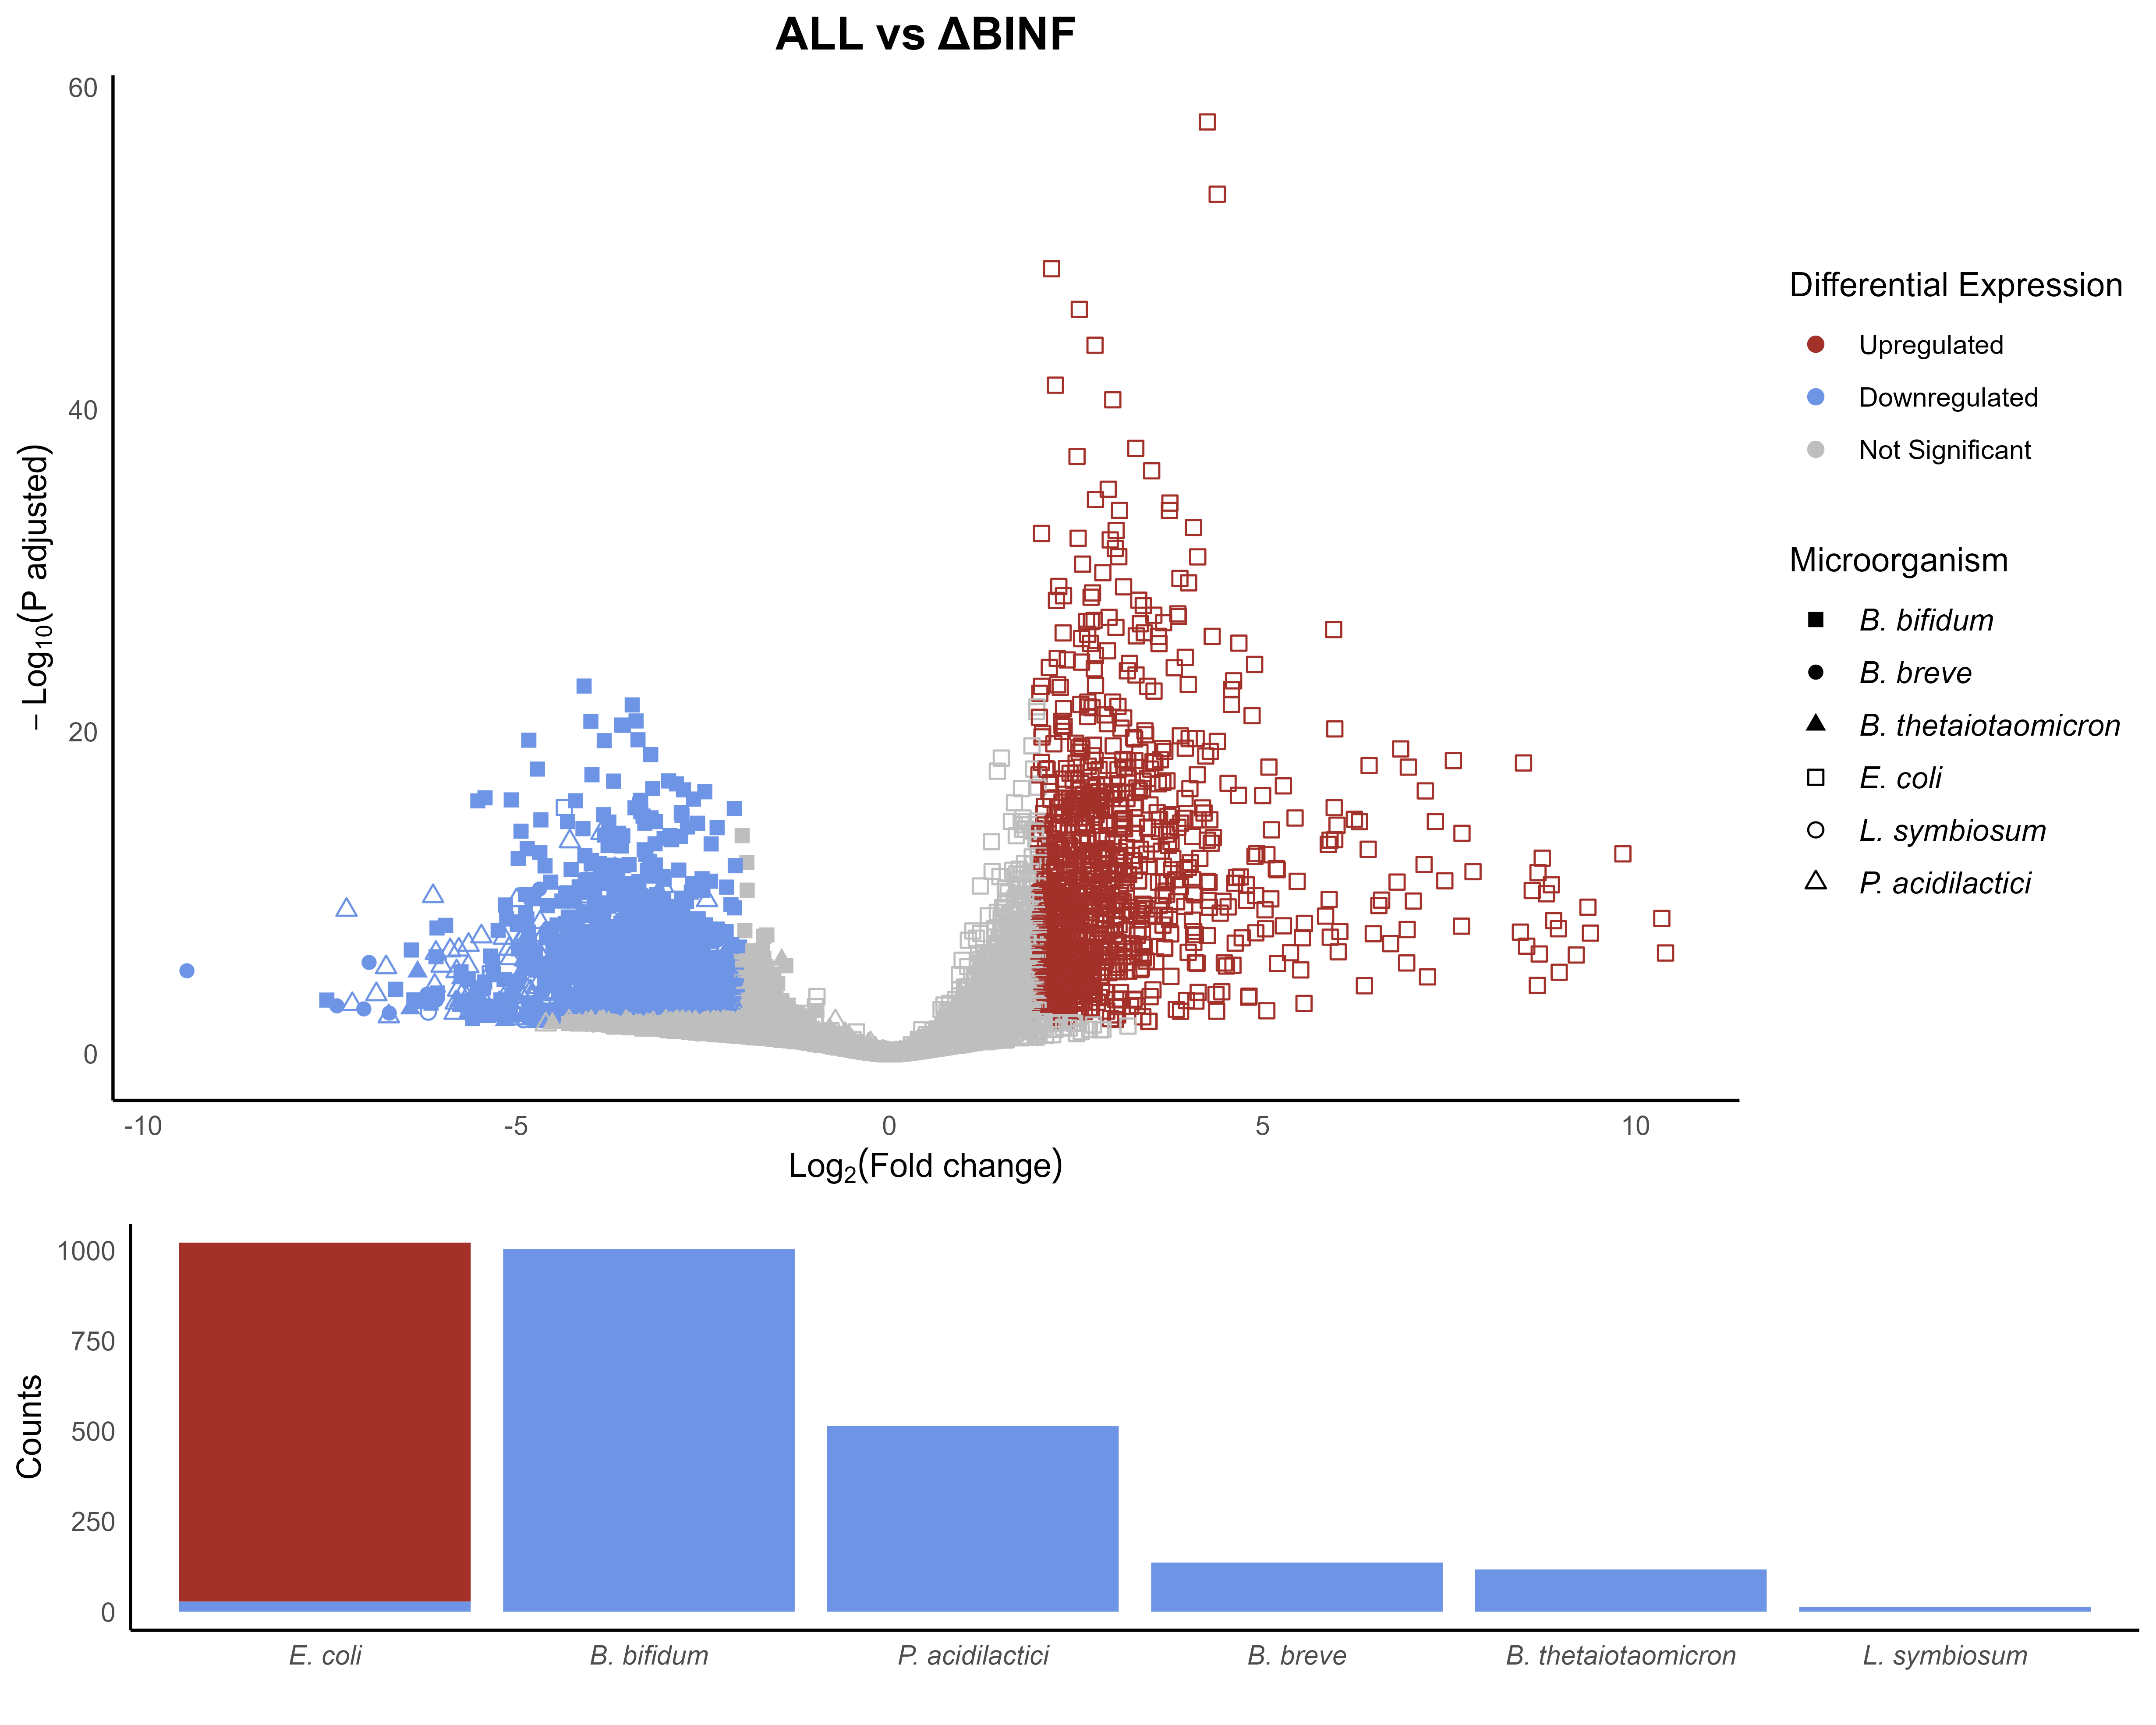 ALL vs ΔBINF
60
40
20
0
− Log10(P adjusted)
-10
-5
0
5
10
Log2(Fold change)
Differential Expression
Upregulated
Downregulated
Not Significant
Microorganism
B. bifidum
B. breve
B. thetaiotaomicron
E. coli
L. symbiosum
P. acidilactici
1000
750
500
250
0
Counts
E. coli
B. bifidum
P. acidilactici
B. breve
B. thetaiotaomicron
L. symbiosum